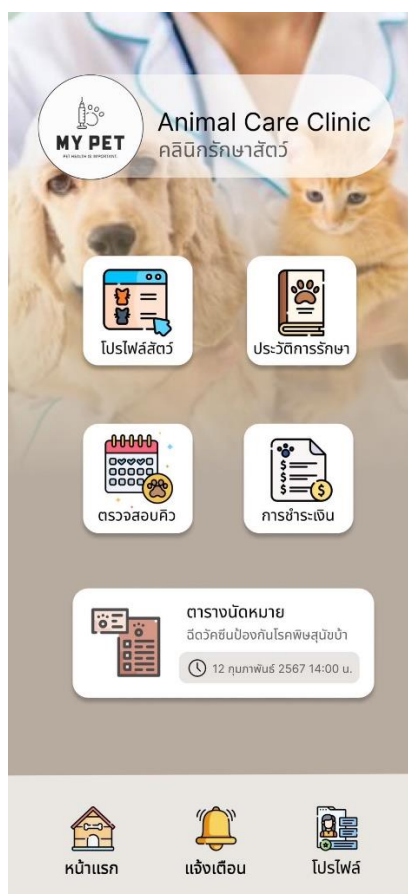 MY PET
PET HEALTH IS IMPORTANT.
Animal Care Clinic
คลินิกรักษาสัตว์
โปรไฟล์สัตว์
ประวัติการรักษา
ตรวจสอบคิว
การชำระเงิน
ตารางนัดหมาย
ฉีดวัคซีนป้องกันโรคพิษสุนัขบ้า
12 กุมภาพันธ์ 2567 14:00 น.
หน้าแรก
แจ้งเตือน
โปรไฟล์